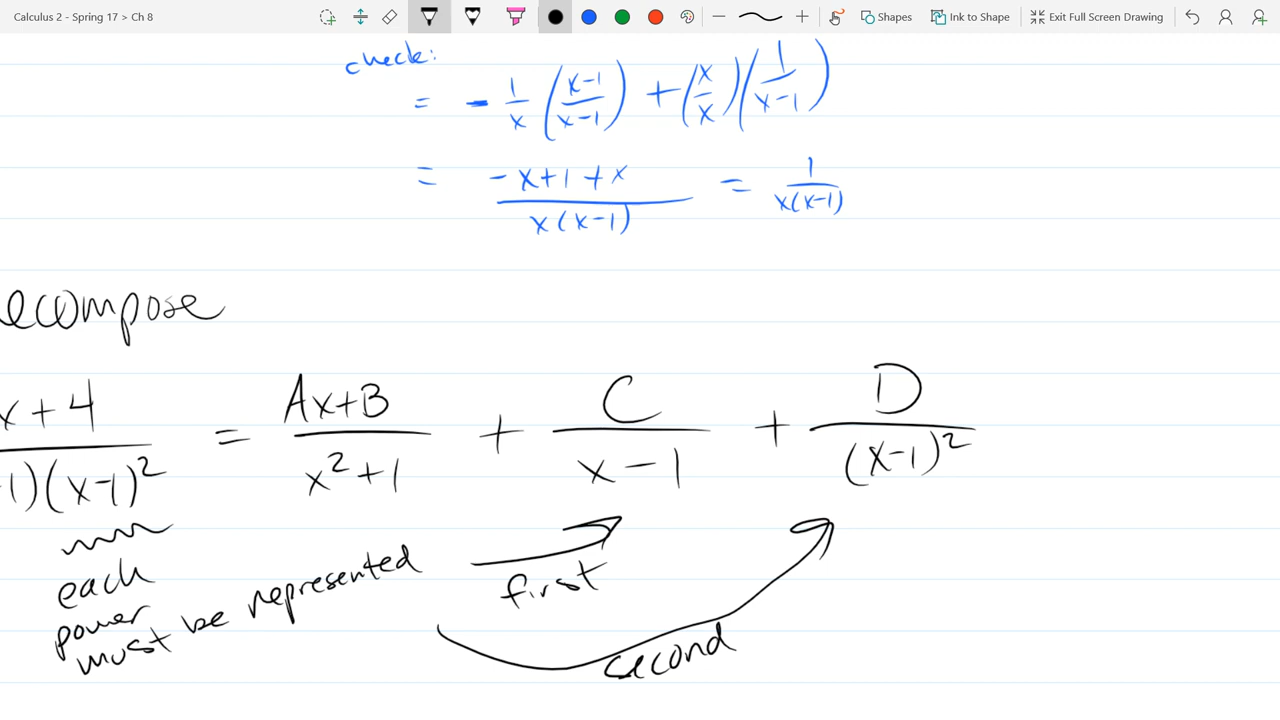 Calculus 2 - Spring 17 > Ch 8
Shapes
Ink to Shape
Exit Full Screen Drawing
check:
= - 1/x ((x-1)/(x-1)) + (x/x)(1/(x-1))
= (-x+1+x)/(x(x-1)) = 1/(x(x-1))
ecompose
x+4 / 1)(x-1)² = (Ax+B)/(x²+1) + C/(x-1) + D/(x-1)²
each
power
must be represented
first
second